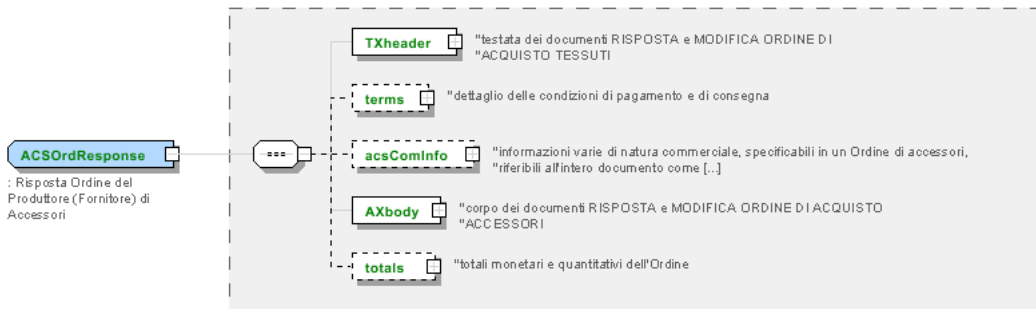 TXheader
"testata dei documenti RISPOSTA e MODIFICA ORDINE DI
"ACQUISTO TESSUTI
terms
"dettaglio delle condizioni di pagamento e di consegna
ACSOrdResponse
: Risposta Ordine del
Produttore (Fornitore) di
Accessori
acsComInfo
"informazioni varie di natura commerciale, specificabili in un Ordine di accessori,
"riferibili all'intero documento come [...]
AXbody
"corpo dei documenti RISPOSTA e MODIFICA ORDINE DI ACQUISTO
"ACCESSORI
totals
"totali monetari e quantitativi dell'Ordine